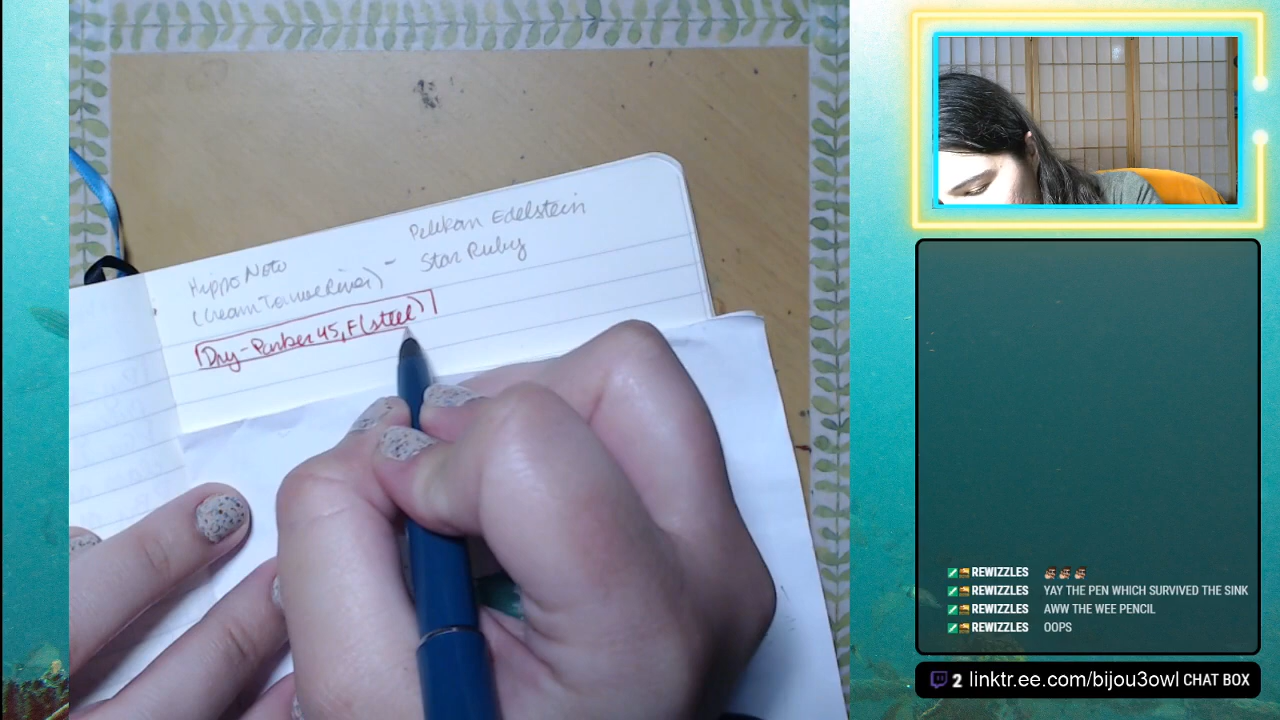 Pelikan Edelstein
Star Ruby
Hippo Noto
(Cream Tomoe River) -
Dry - Parker 45, F (steel)
REWIZZLES
REWIZZLES YAY THE PEN WHICH SURVIVED THE SINK
REWIZZLES AWW THE WEE PENCIL
REWIZZLES OOPS
2 linktr.ee.com/bijou3owl CHAT BOX